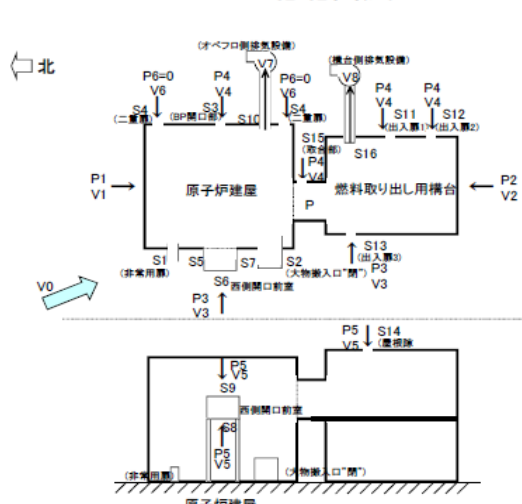 (オペフロ側排気設備)
V7
(構台側排気設備)
V8
北
P6=0
V6
S4
(二重扉)
P4
V4
S3
(BP開口部)
S10
P6=0
V6
S4
(二重扉)
P4
V4
S11
(出入扉1)
P4
V4
S12
(出入扉2)
S15
(取合部)
P4
V4
S16
P1
V1
原子炉建屋
P
燃料取り出し用構台
P2
V2
S1
(非常用扉)
S5
S7
S2
(大物搬入口"閉")
S6
西側開口前室
S13
(出入扉3)
P3
V3
V0
P3
V3
P5
V5
S14
(屋根隙
P5
V5
S9
西側開口前室
S8
P5
V5
(非常用扉)
(大物搬入口"閉")
原子炉建屋